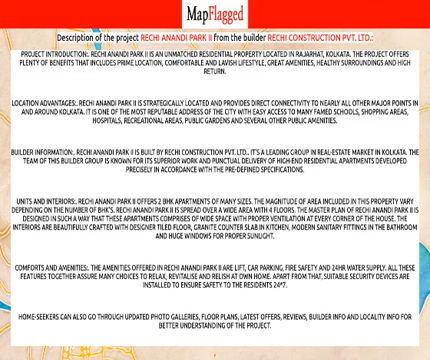 MapFlagged
Description of the project RECHI ANANDI PARK II from the builder RECHI CONSTRUCTION PVT. LTD.:
PROJECT INTRODUCTION:. RECHI ANANDI PARK II IS AN UNMATCHED RESIDENTIAL PROPERTY LOCATED IN RAJARHAT, KOLKATA. THE PROJECT OFFERS
PLENTY OF BENEFITS THAT INCLUDES PRIME LOCATION, COMFORTABLE AND LAVISH LIFESTYLE, GREAT AMENITIES, HEALTHY SURROUNDINGS AND HIGH
RETURN.
LOCATION ADVANTAGES:. RECHI ANANDI PARK II IS STRATEGICALLY LOCATED AND PROVIDES DIRECT CONNECTIVITY TO NEARLY ALL OTHER MAJOR POINTS IN
AND AROUND KOLKATA. IT IS ONE OF THE MOST REPUTABLE ADDRESS OF THE CITY WITH EASY ACCESS TO MANY FAMED SCHOOLS, SHOPPING AREAS,
HOSPITALS, RECREATIONAL AREAS, PUBLIC GARDENS AND SEVERAL OTHER PUBLIC AMENITIES.
BUILDER INFORMATION:. RECHI ANANDI PARK II IS BUILT BY RECHI CONSTRUCTION PVT. LTD.. IT'S A LEADING GROUP IN REAL-ESTATE MARKET IN KOLKATA. THE
TEAM OF THIS BUILDER GROUP IS KNOWN FOR ITS SUPERIOR WORK AND PUNCTUAL DELIVERY OF HIGH-END RESIDENTIAL APARTMENTS DEVELOPED
PRECISELY IN ACCORDANCE WITH THE PRE-DEFINED SPECIFICATIONS.
UNITS AND INTERIORS:. RECHI ANANDI PARK II OFFERS 2 BHK APARTMENTS OF MANY SIZES. THE MAGNITUDE OF AREA INCLUDED IN THIS PROPERTY VARY
DEPENDING ON THE NUMBER OF BHK'S. RECHI ANANDI PARK II IS SPREAD OVER A WIDE AREA WITH 4 FLOORS. THE MASTER PLAN OF RECHI ANANDI PARK II IS
DESIGNED IN SUCH A WAY THAT THESE APARTMENTS COMPRISES OF WIDE SPACE WITH PROPER VENTILATION AT EVERY CORNER OF THE HOUSE. THE
INTERIORS ARE BEAUTIFULLY CRAFTED WITH DESIGNER TILED FLOOR, GRANITE COUNTER SLAB IN KITCHEN, MODERN SANITARY FITTINGS IN THE BATHROOM
AND HUGE WINDOWS FOR PROPER SUNLIGHT.
COMFORTS AND AMENITIES:. THE AMENITIES OFFERED IN RECHI ANANDI PARK II ARE LIFT, CAR PARKING, FIRE SAFETY AND 24HR WATER SUPPLY. ALL THESE
FEATURES TOGETHER ASSURE MANY CHOICES TO RELAX, REVITALISE AND RELISH AT OWN HOME. APART FROM THAT, SUITABLE SECURITY DEVICES ARE
INSTALLED TO ENSURE SAFETY TO THE RESIDENTS 24*7.
HOME-SEEKERS CAN ALSO GO THROUGH UPDATED PHOTO GALLERIES, FLOOR PLANS, LATEST OFFERS, REVIEWS, BUILDER INFO AND LOCALITY INFO FOR
BETTER UNDERSTANDING OF THE PROJECT.